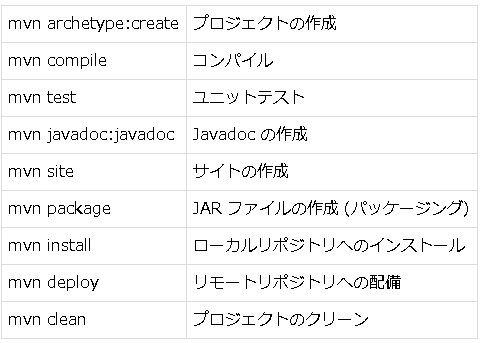 mvn archetype:create プロジェクトの作成
mvn compile コンパイル
mvn test ユニットテスト
mvn javadoc:javadoc Javadoc の作成
mvn site サイトの作成
mvn package JAR ファイルの作成 (パッケージング)
mvn install ローカルリポジトリへのインストール
mvn deploy リモートリポジトリへの配備
mvn clean プロジェクトのクリーン